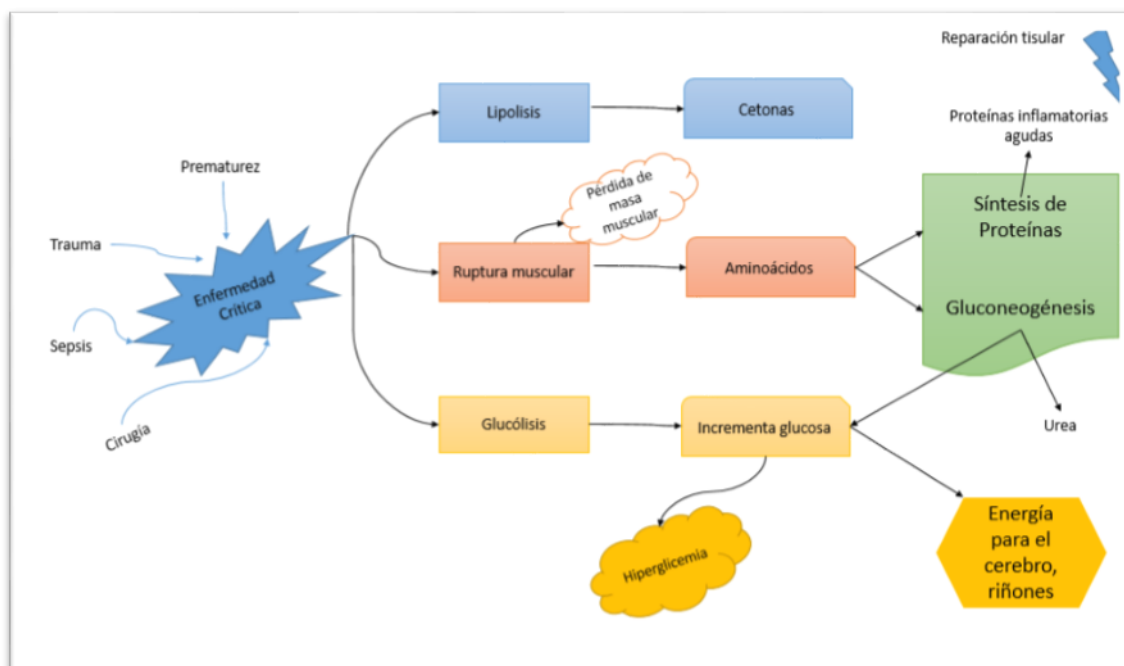 Reparación tisular
Proteínas inflamatorias
agudas
Lipolisis
Cetonas
Prematurez
Pérdida de
masa
muscular
Síntesis de
Proteínas
Trauma
Enfermedad
Crítica
Ruptura muscular
Aminoácidos
Gluconeogénesis
Sepsis
Cirugía
Glucólisis
Incrementa glucosa
Urea
Hiperglicemia
Energía
para el
cerebro,
riñones